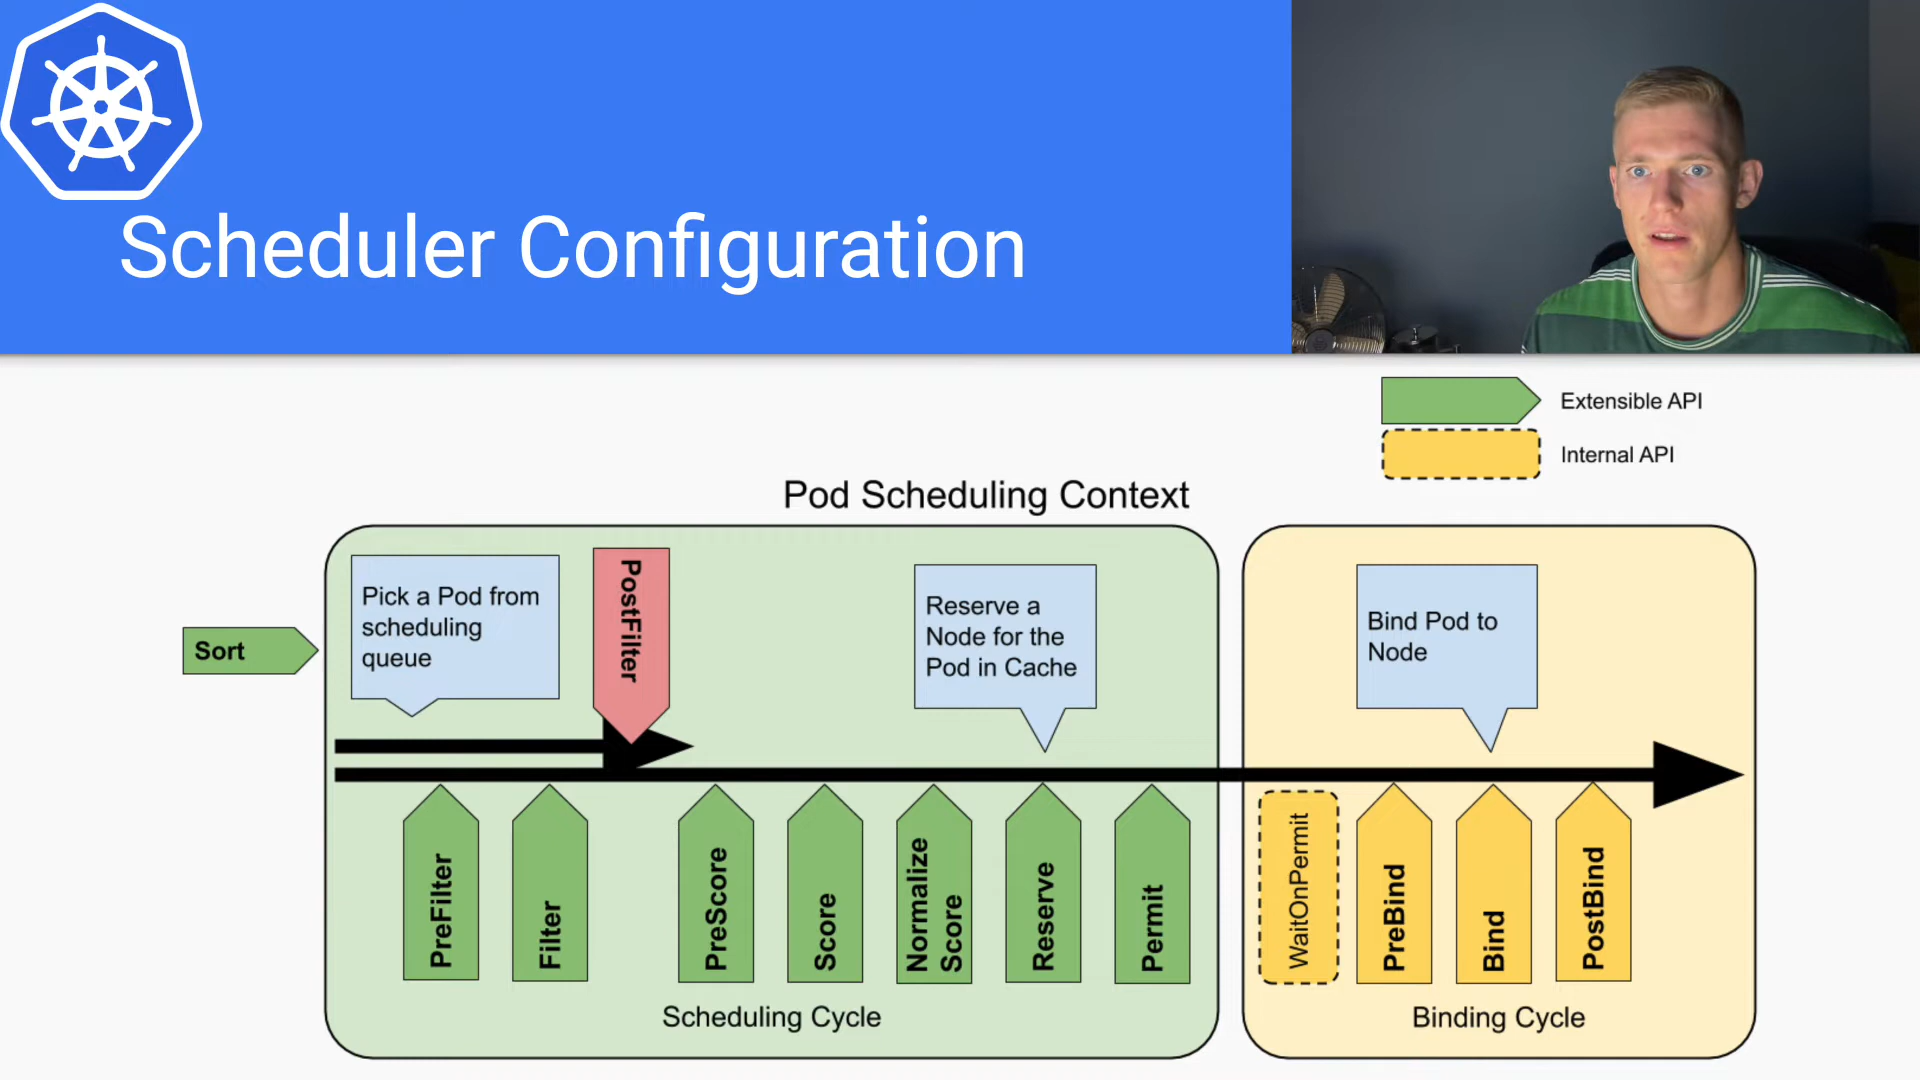 Scheduler Configuration
Extensible API
Internal API
Pod Scheduling Context
Sort
Pick a Pod from
scheduling
queue
PostFilter
Reserve a
Node for the
Pod in Cache
Bind Pod to
Node
PreFilter
Filter
PreScore
Score
Normalize
Score
Reserve
Permit
WaitOnPermit
PreBind
Bind
PostBind
Scheduling Cycle
Binding Cycle